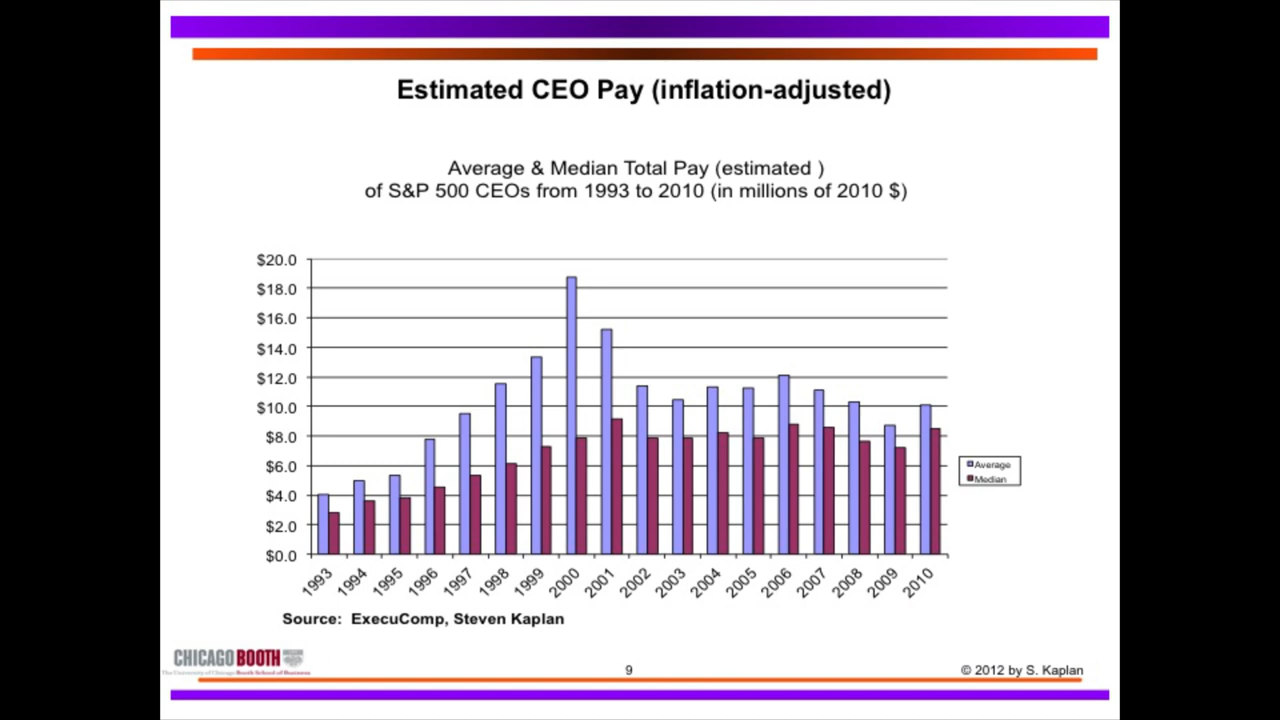 Estimated CEO Pay (inflation-adjusted)
Average & Median Total Pay (estimated )
of S&P 500 CEOs from 1993 to 2010 (in millions of 2010 $)
$20.0
$18.0
$16.0
$14.0
$12.0
$10.0
$8.0
$6.0
$4.0
$2.0
$0.0
Average
Median
1993 1994 1995 1996 1997 1998 1999 2000 2001 2002 2003 2004 2005 2006 2007 2008 2009 2010
Source: ExecuComp, Steven Kaplan
CHICAGO BOOTH
The University of Chicago Booth School of Business
9
© 2012 by S. Kaplan